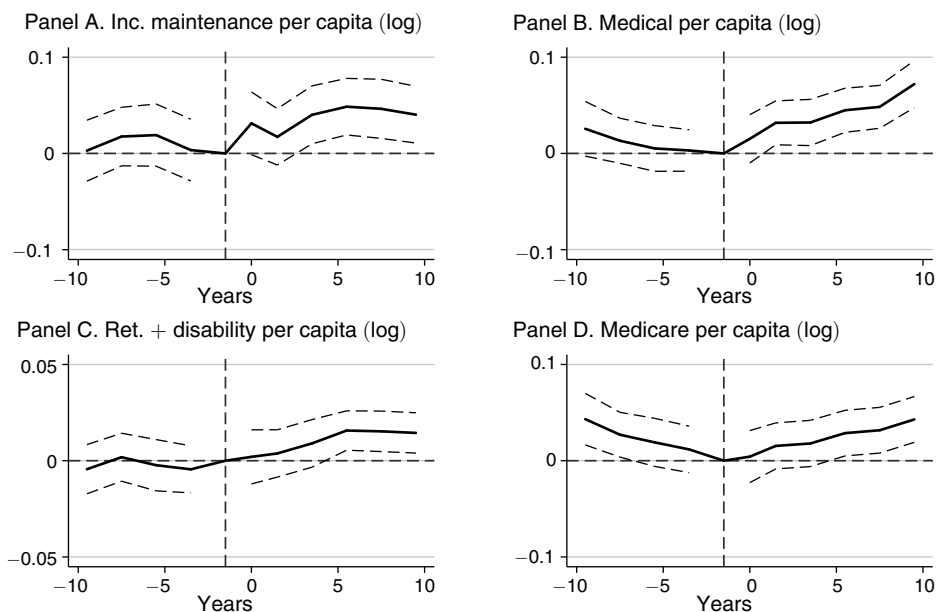 Panel A. Inc. maintenance per capita (log)
0.1
0
−0.1
−10 −5 0 5 10
Years
Panel B. Medical per capita (log)
0.1
0
−0.1
−10 −5 0 5 10
Years
Panel C. Ret. + disability per capita (log)
0.05
0
−0.05
−10 −5 0 5 10
Years
Panel D. Medicare per capita (log)
0.1
0
−0.1
−10 −5 0 5 10
Years